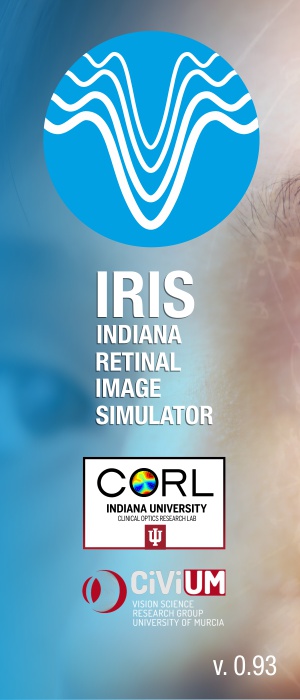 IRIS
INDIANA
RETINAL
IMAGE
SIMULATOR
CORL
INDIANA UNIVERSITY
CLINICAL OPTICS RESEARCH LAB
CiViUM
VISION SCIENCE
RESEARCH GROUP
UNIVERSITY OF MURCIA
v. 0.93